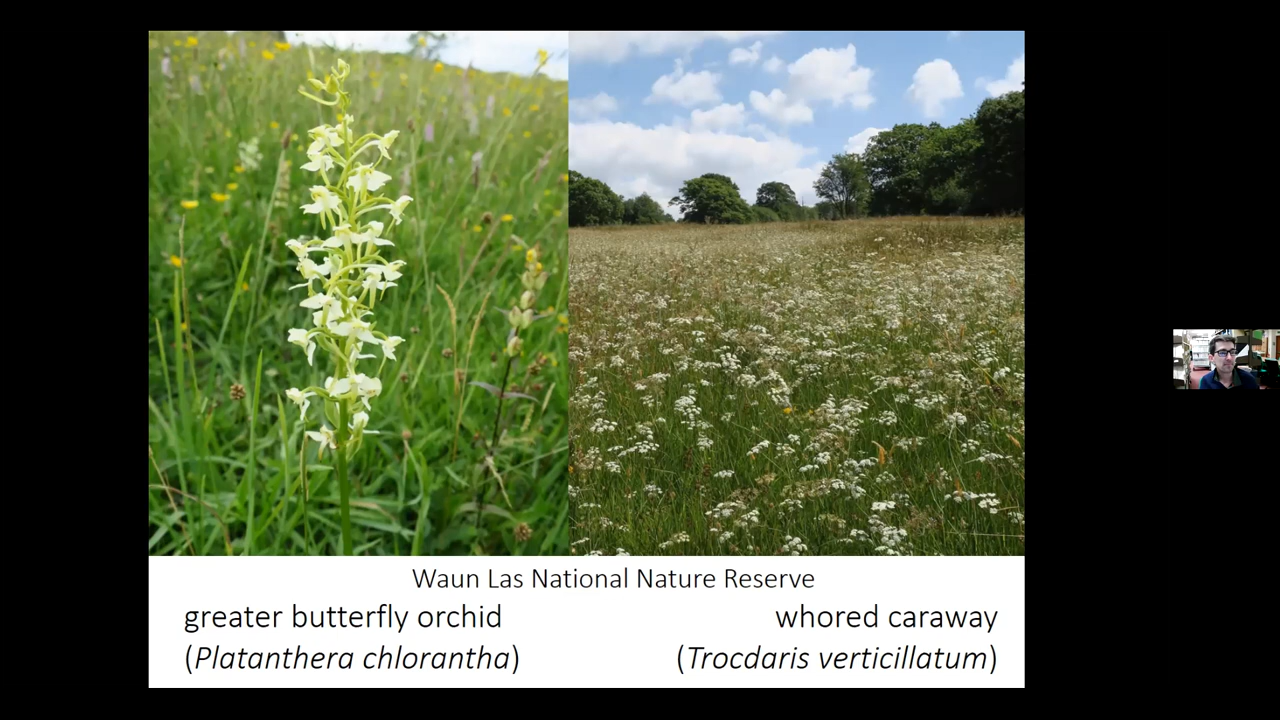 Waun Las National Nature Reserve
greater butterfly orchid
(Platanthera chlorantha)
whored caraway
(Trocdaris verticillatum)